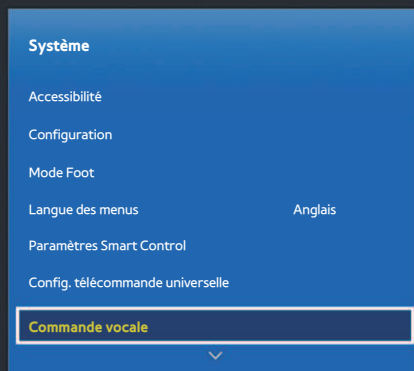 Système
Accessibilité
Configuration
Mode Foot
Langue des menus Anglais
Paramètres Smart Control
Config. télécommande universelle
Commande vocale